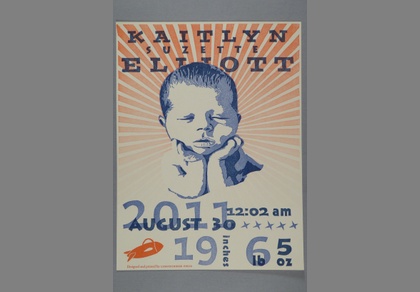 KAITLYN
SUZETTE
ELLIOTT
2011 12:02 am
AUGUST 30
19 inches 6 lb 5 oz